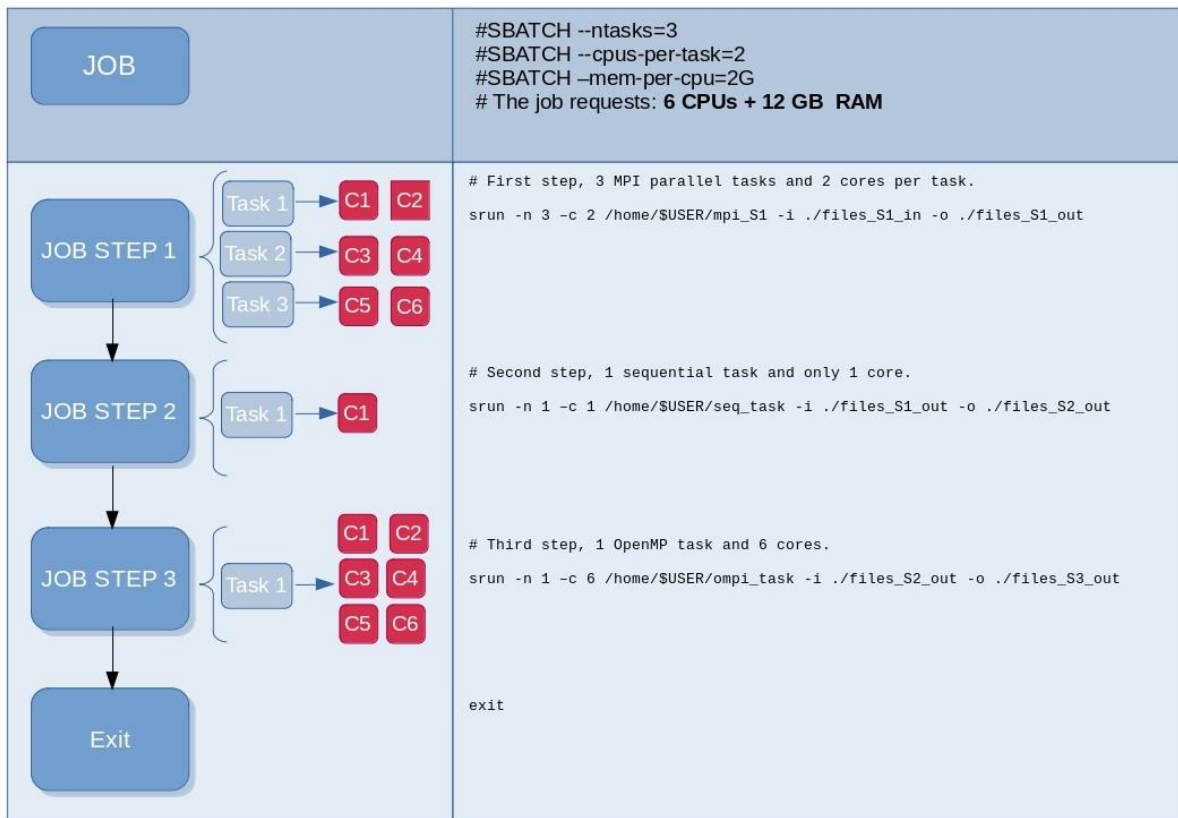 JOB
#SBATCH --ntasks=3
#SBATCH --cpus-per-task=2
#SBATCH –mem-per-cpu=2G
# The job requests: 6 CPUs + 12 GB RAM
JOB STEP 1
Task 1
C1 C2
Task 2
C3 C4
Task 3
C5 C6
# First step, 3 MPI parallel tasks and 2 cores per task.
srun -n 3 –c 2 /home/$USER/mpi_S1 -i ./files_S1_in -o ./files_S1_out
JOB STEP 2
Task 1
C1
# Second step, 1 sequential task and only 1 core.
srun -n 1 –c 1 /home/$USER/seq_task -i ./files_S1_out -o ./files_S2_out
JOB STEP 3
Task 1
C1 C2
C3 C4
C5 C6
# Third step, 1 OpenMP task and 6 cores.
srun -n 1 –c 6 /home/$USER/ompi_task -i ./files_S2_out -o ./files_S3_out
Exit
exit